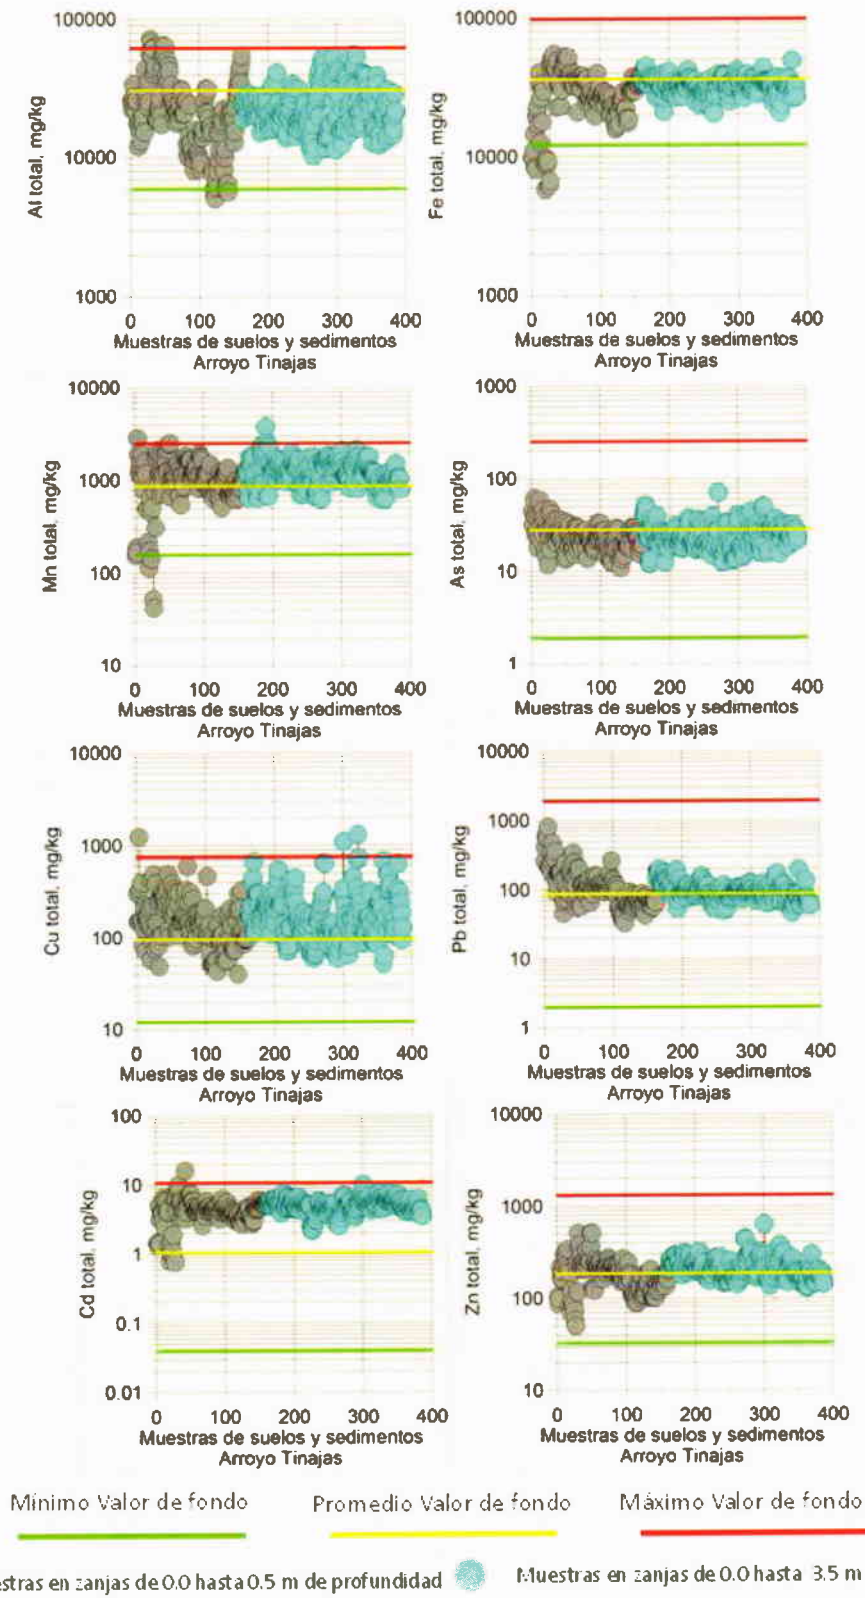 Al total, mg/kg
100000
10000
1000
0 100 200 300 400
Muestras de suelos y sedimentos
Arroyo Tinajas
Fe total, mg/kg
100000
10000
1000
0 100 200 300 400
Muestras de suelos y sedimentos
Arroyo Tinajas
Mn total, mg/kg
10000
1000
100
10
0 100 200 300 400
Muestras de suelos y sedimentos
Arroyo Tinajas
As total, mg/kg
1000
100
10
1
0 100 200 300 400
Muestras de suelos y sedimentos
Arroyo Tinajas
Cu total, mg/kg
10000
1000
100
10
0 100 200 300 400
Muestras de suelos y sedimentos
Arroyo Tinajas
Pb total, mg/kg
10000
1000
100
10
1
0 100 200 300 400
Muestras de suelos y sedimentos
Arroyo Tinajas
Cd total, mg/kg
100
10
1
0.1
0.01
0 100 200 300 400
Muestras de suelos y sedimentos
Arroyo Tinajas
Zn total, mg/kg
10000
1000
100
10
0 100 200 300 400
Muestras de suelos y sedimentos
Arroyo Tinajas
Mínimo Valor de fondo Promedio Valor de fondo Máximo Valor de fondo
stras en zanjas de 0.0 hasta 0.5 m de profundidad Muestras en zanjas de 0.0 hasta 3.5 m